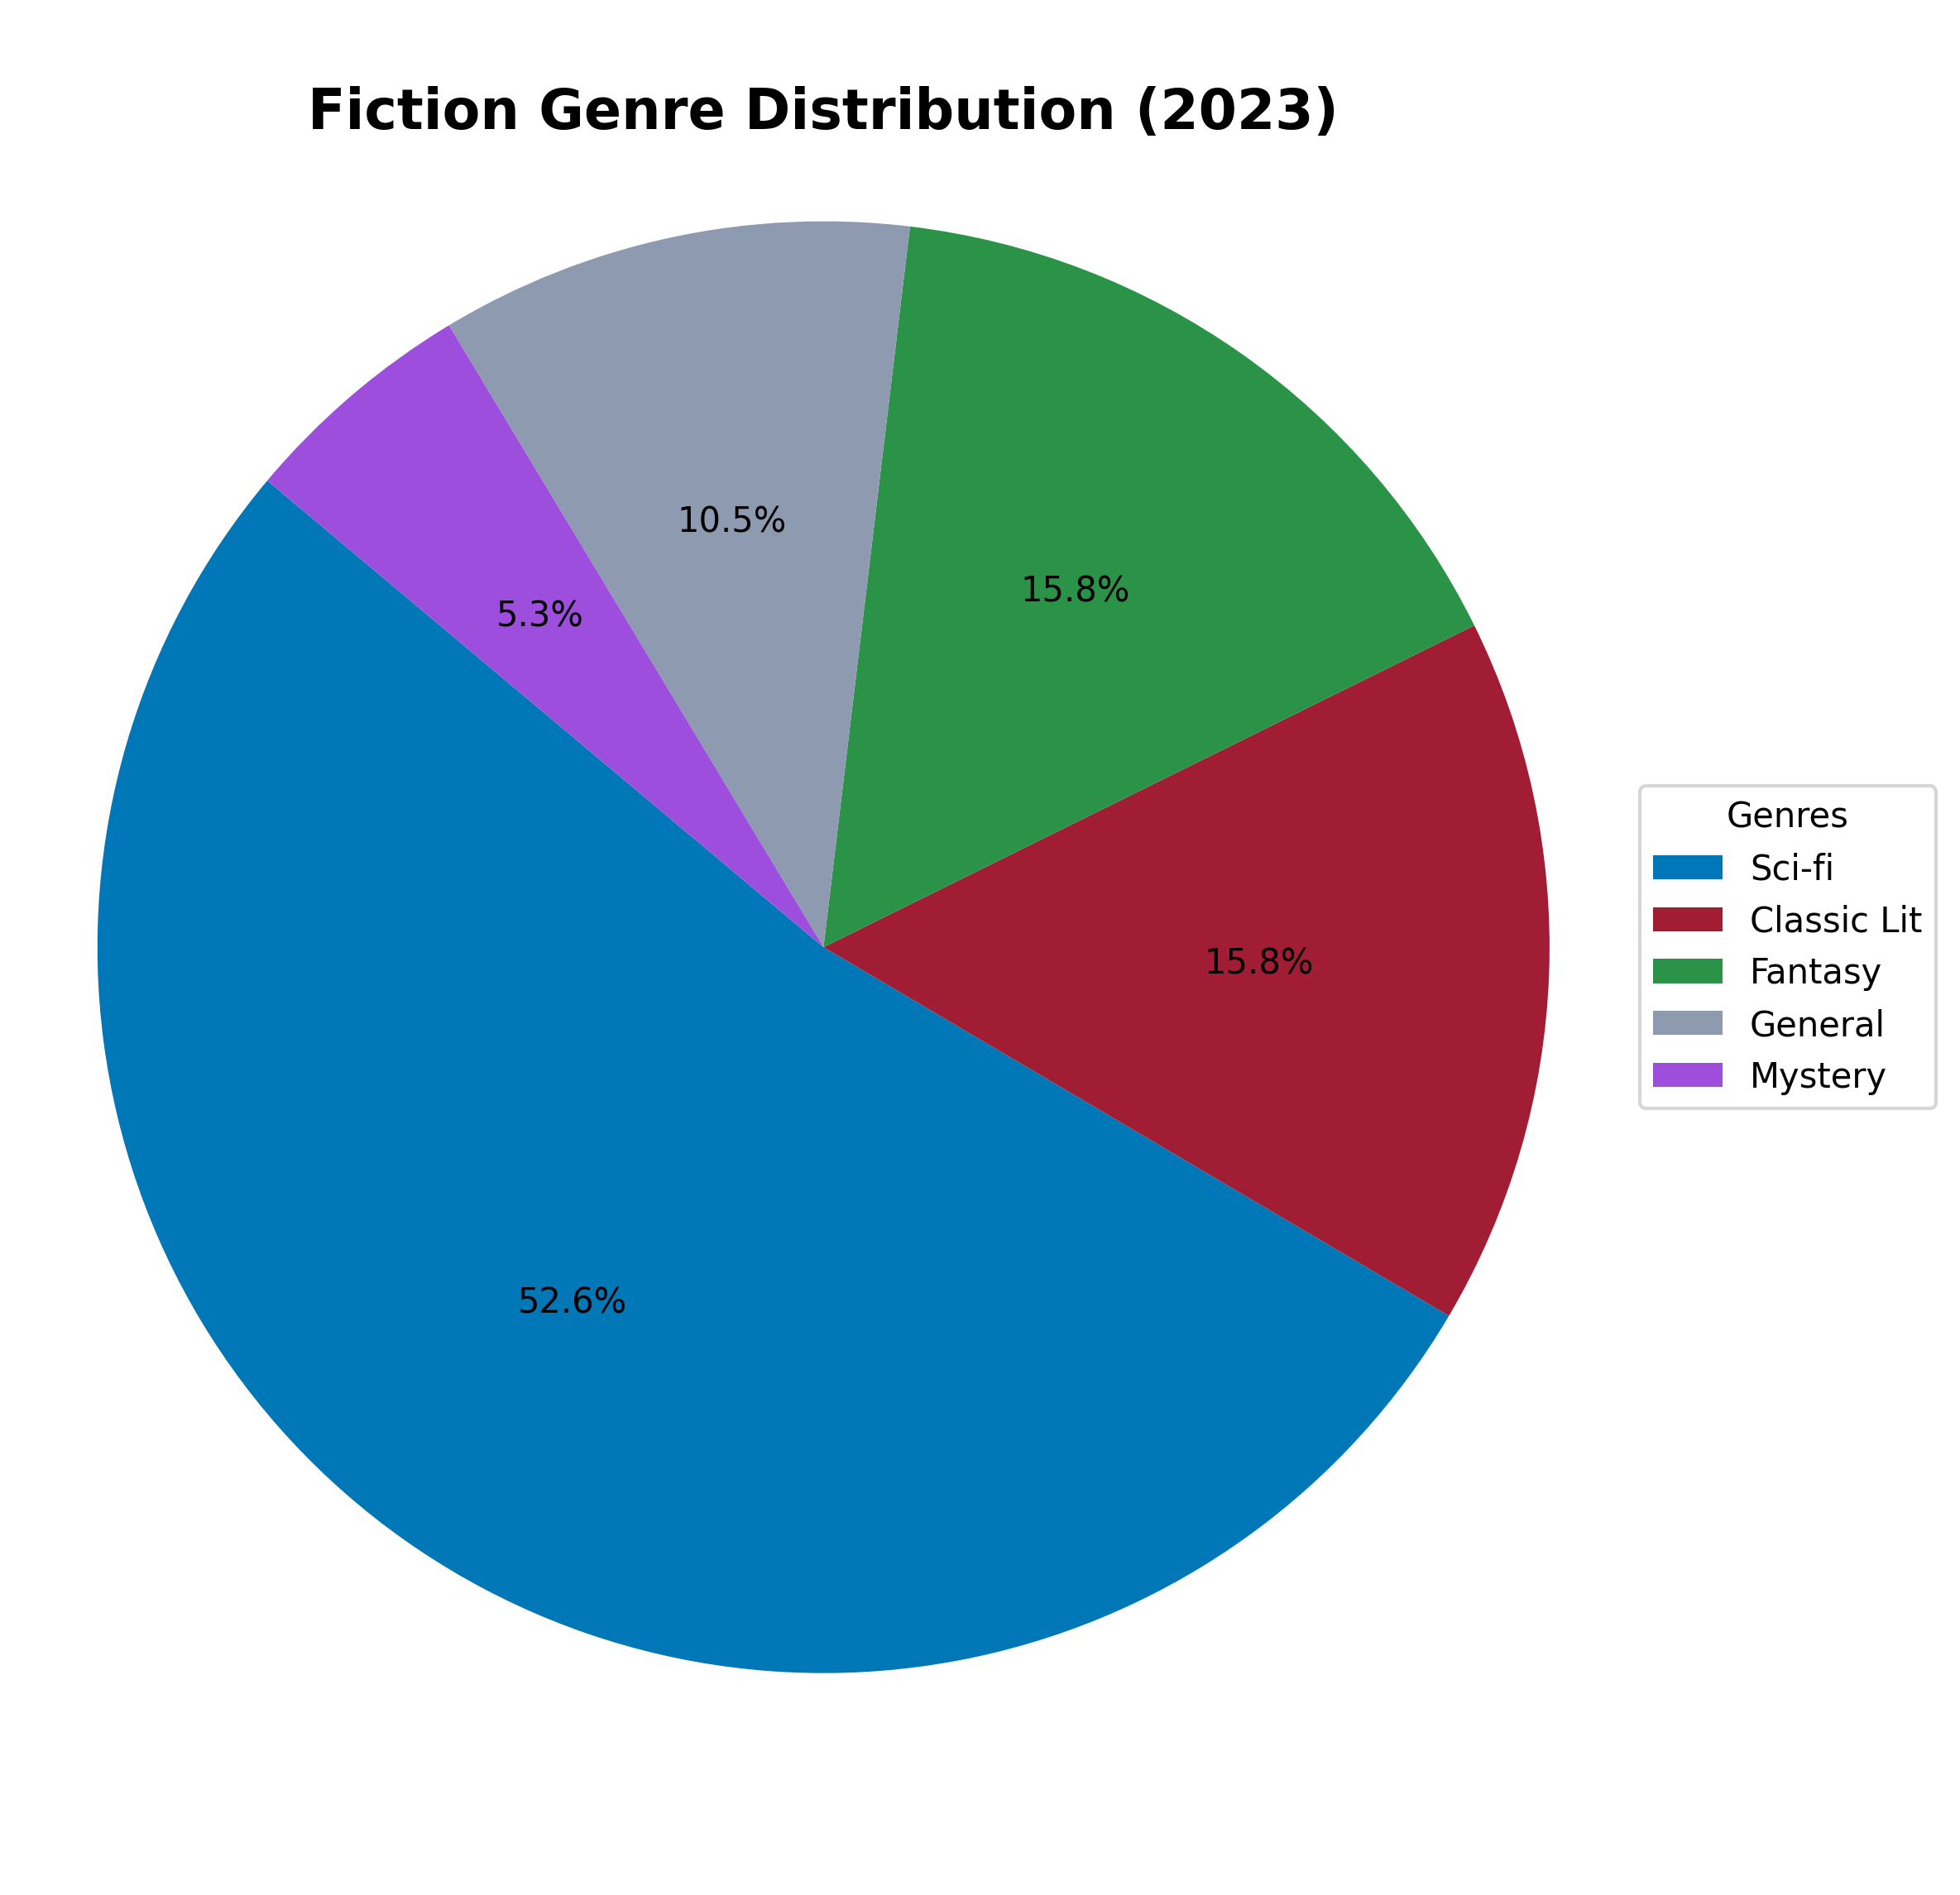 Fiction Genre Distribution (2023)
10.5%
15.8%
5.3%
15.8%
52.6%
Genres
Sci-fi
Classic Lit
Fantasy
General
Mystery